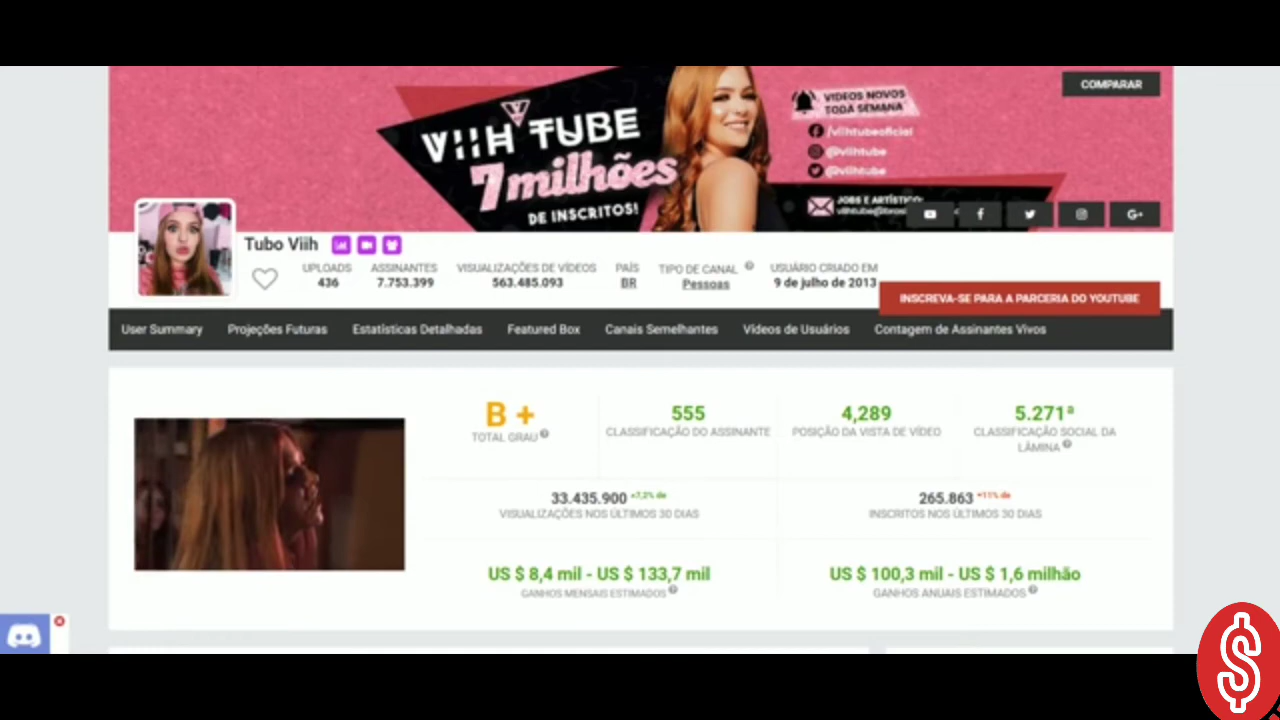 COMPARAR
VIIH TUBE
7 milhões
DE INSCRITOS!
VIDEOS NOVOS
TODA SEMANA
/viihtubeoficial
@viihtube
@viihtube
JOBS E ARTÍSTICO:
Tubo Viih
UPLOADS ASSINANTES VISUALIZAÇÕES DE VÍDEOS PAÍS TIPO DE CANAL USUÁRIO CRIADO EM
436 7.753.399 563.485.093 BR Pessoas 9 de julho de 2013
INSCREVA-SE PARA A PARCERIA DO YOUTUBE
User Summary Projeções Futuras Estatísticas Detalhadas Featured Box Canais Semelhantes Vídeos de Usuários Contagem de Assinantes Vivos
B + 555 4,289 5.271ª
TOTAL GRAU CLASSIFICAÇÃO DO ASSINANTE POSIÇÃO DA VISTA DE VÍDEO CLASSIFICAÇÃO SOCIAL DA
LÂMINA
33.435.900 265.863
VISUALIZAÇÕES NOS ÚLTIMOS 30 DIAS INSCRITOS NOS ÚLTIMOS 30 DIAS
US $ 8,4 mil - US $ 133,7 mil US $ 100,3 mil - US $ 1,6 milhão
GANHOS MENSAIS ESTIMADOS GANHOS ANUAIS ESTIMADOS